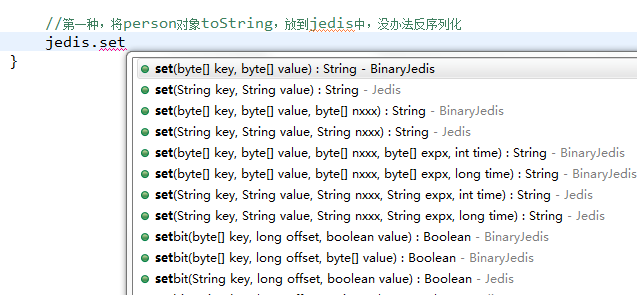 //第一种，将person对象toString，放到jedis中，没办法反序列化
jedis.set
}
set(byte[] key, byte[] value) : String - BinaryJedis
set(String key, String value) : String - Jedis
set(byte[] key, byte[] value, byte[] nxxx) : String - BinaryJedis
set(String key, String value, String nxxx) : String - Jedis
set(byte[] key, byte[] value, byte[] nxxx, byte[] expx, int time) : String - BinaryJedis
set(byte[] key, byte[] value, byte[] nxxx, byte[] expx, long time) : String - BinaryJedis
set(String key, String value, String nxxx, String expx, int time) : String - Jedis
set(String key, String value, String nxxx, String expx, long time) : String - Jedis
setbit(byte[] key, long offset, boolean value) : Boolean - BinaryJedis
setbit(byte[] key, long offset, byte[] value) : Boolean - BinaryJedis
setbit(String key, long offset, boolean value) : Boolean - Jedis